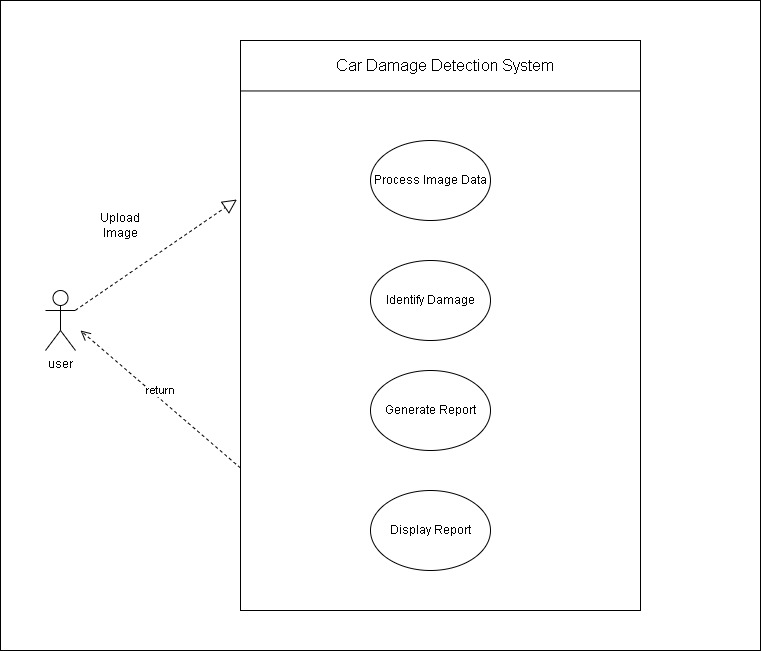 Car Damage Detection System
Process Image Data
Upload
Image
Identify Damage
user
return
Generate Report
Display Report